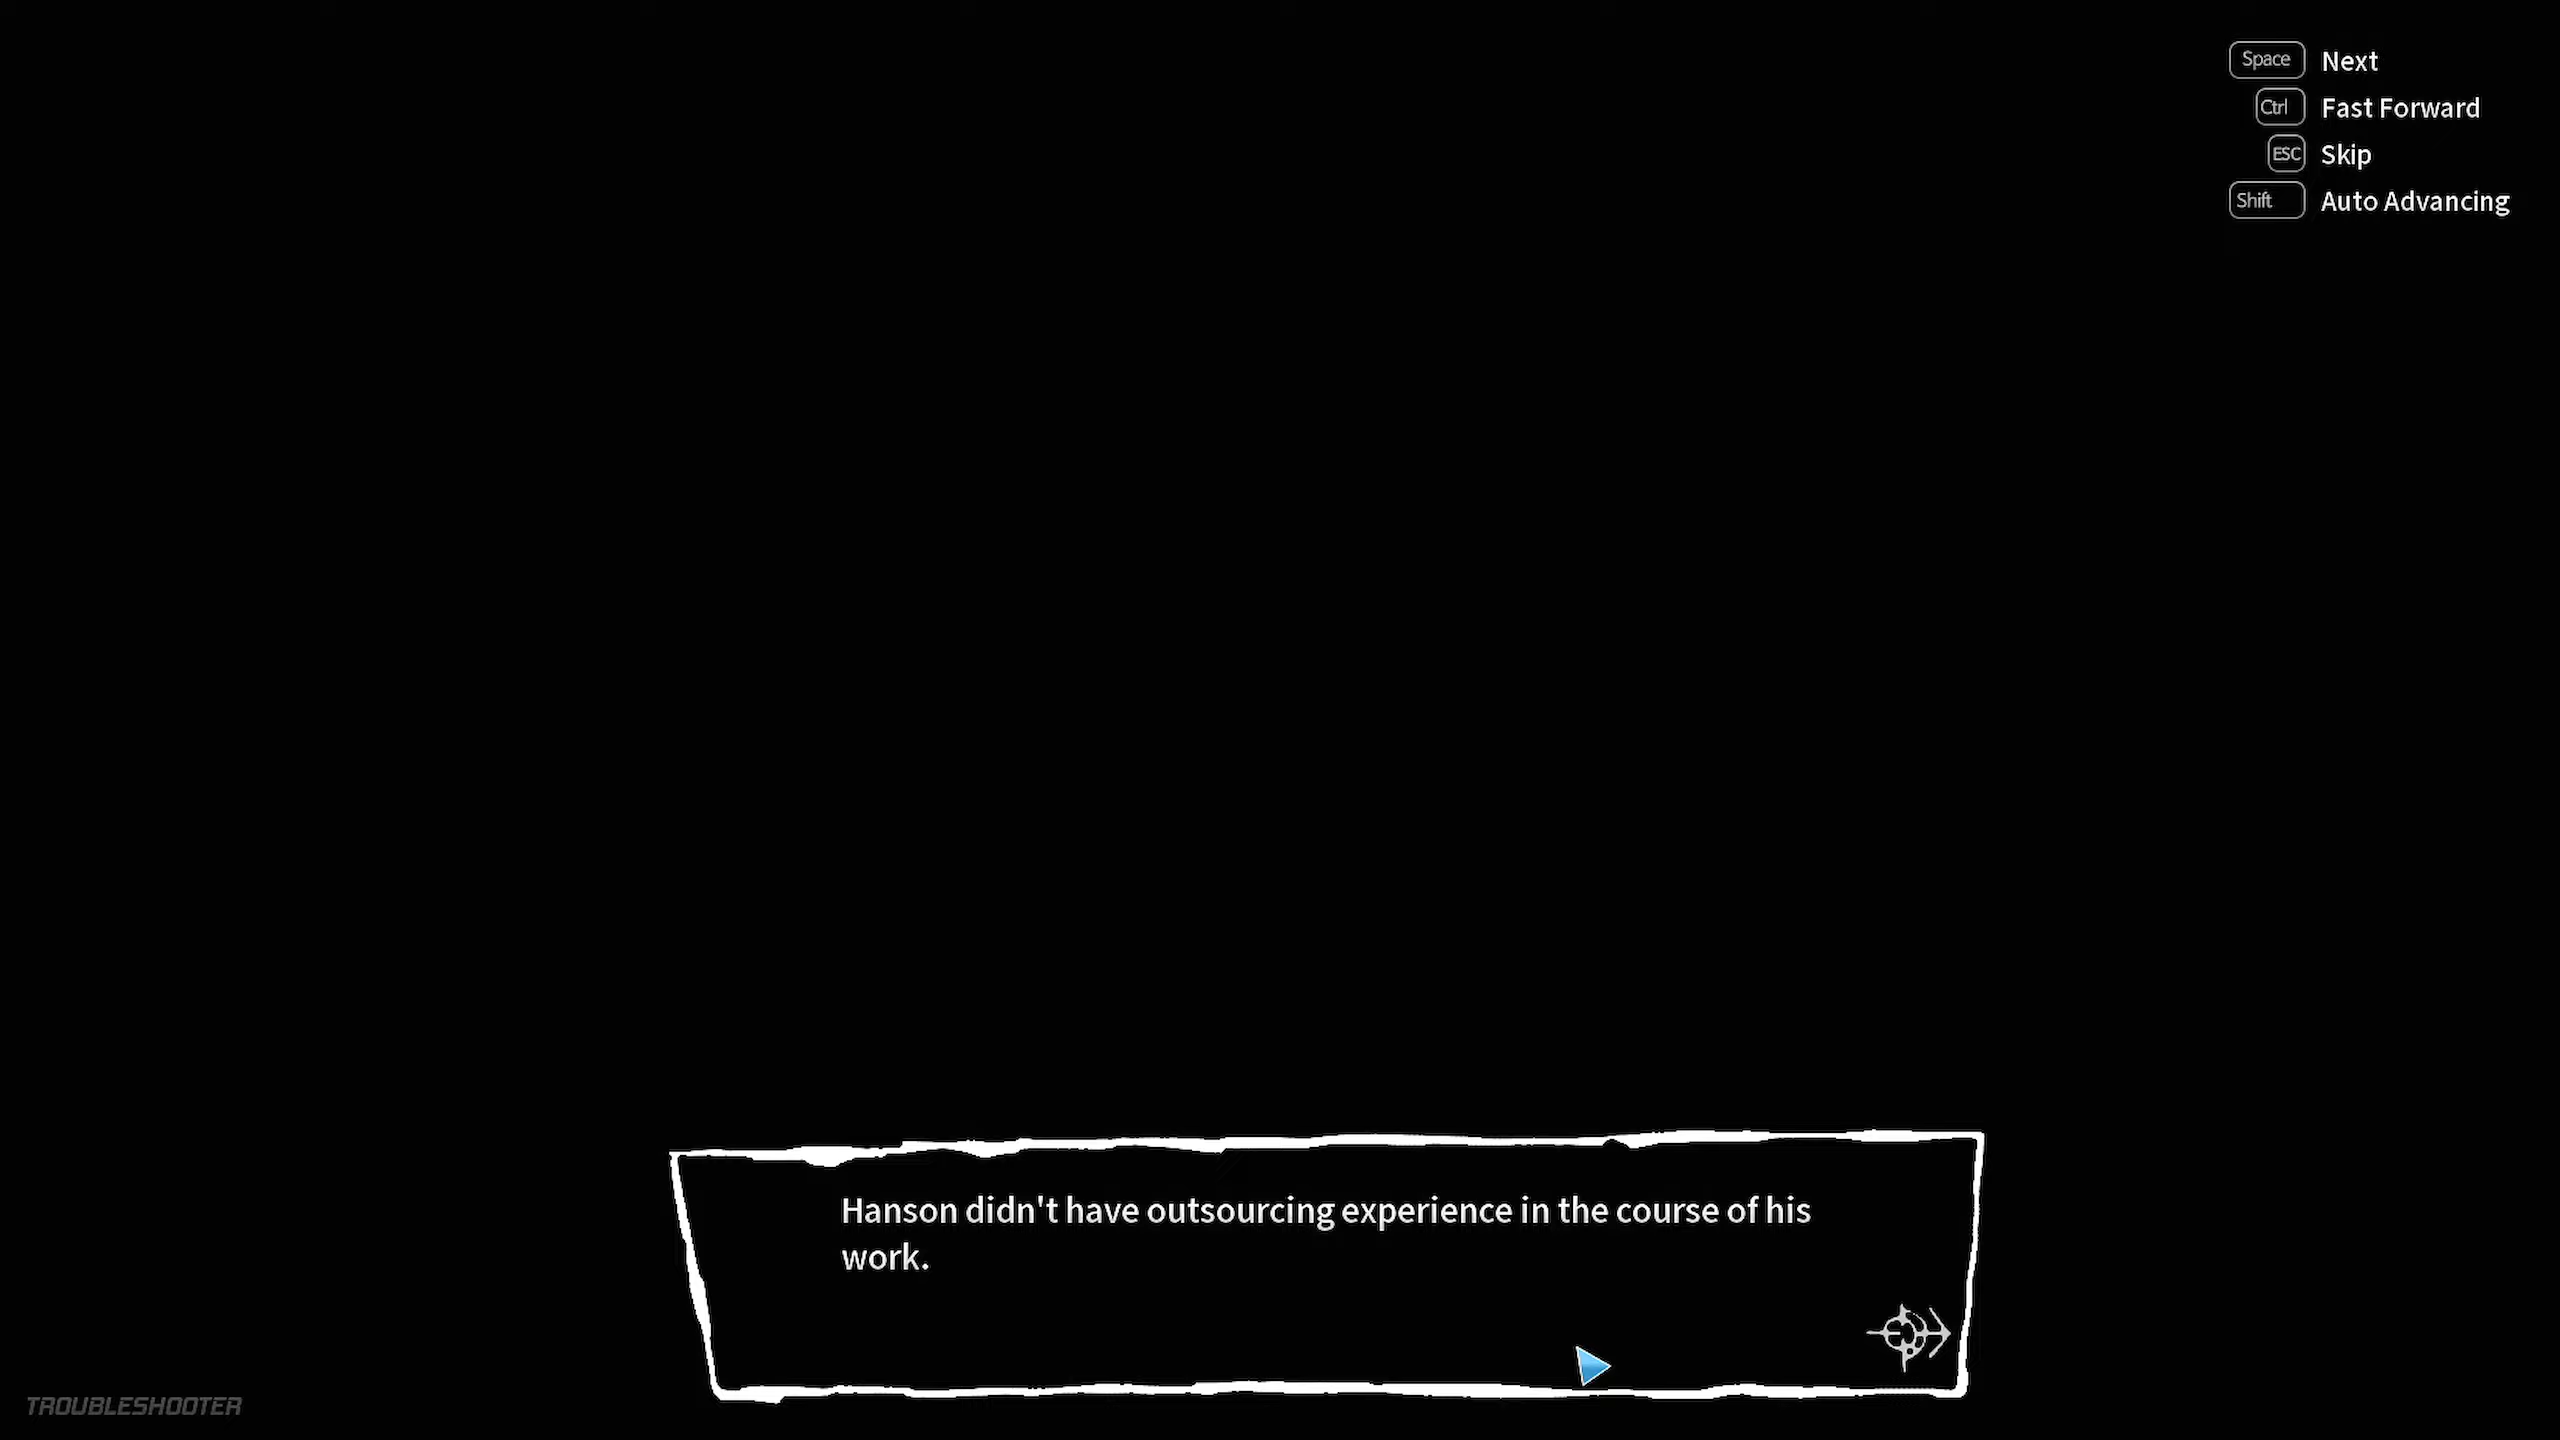 Space Next
Ctrl Fast Forward
ESC Skip
Shift Auto Advancing
Hanson didn't have outsourcing experience in the course of his
work.
TROUBLESHOOTER